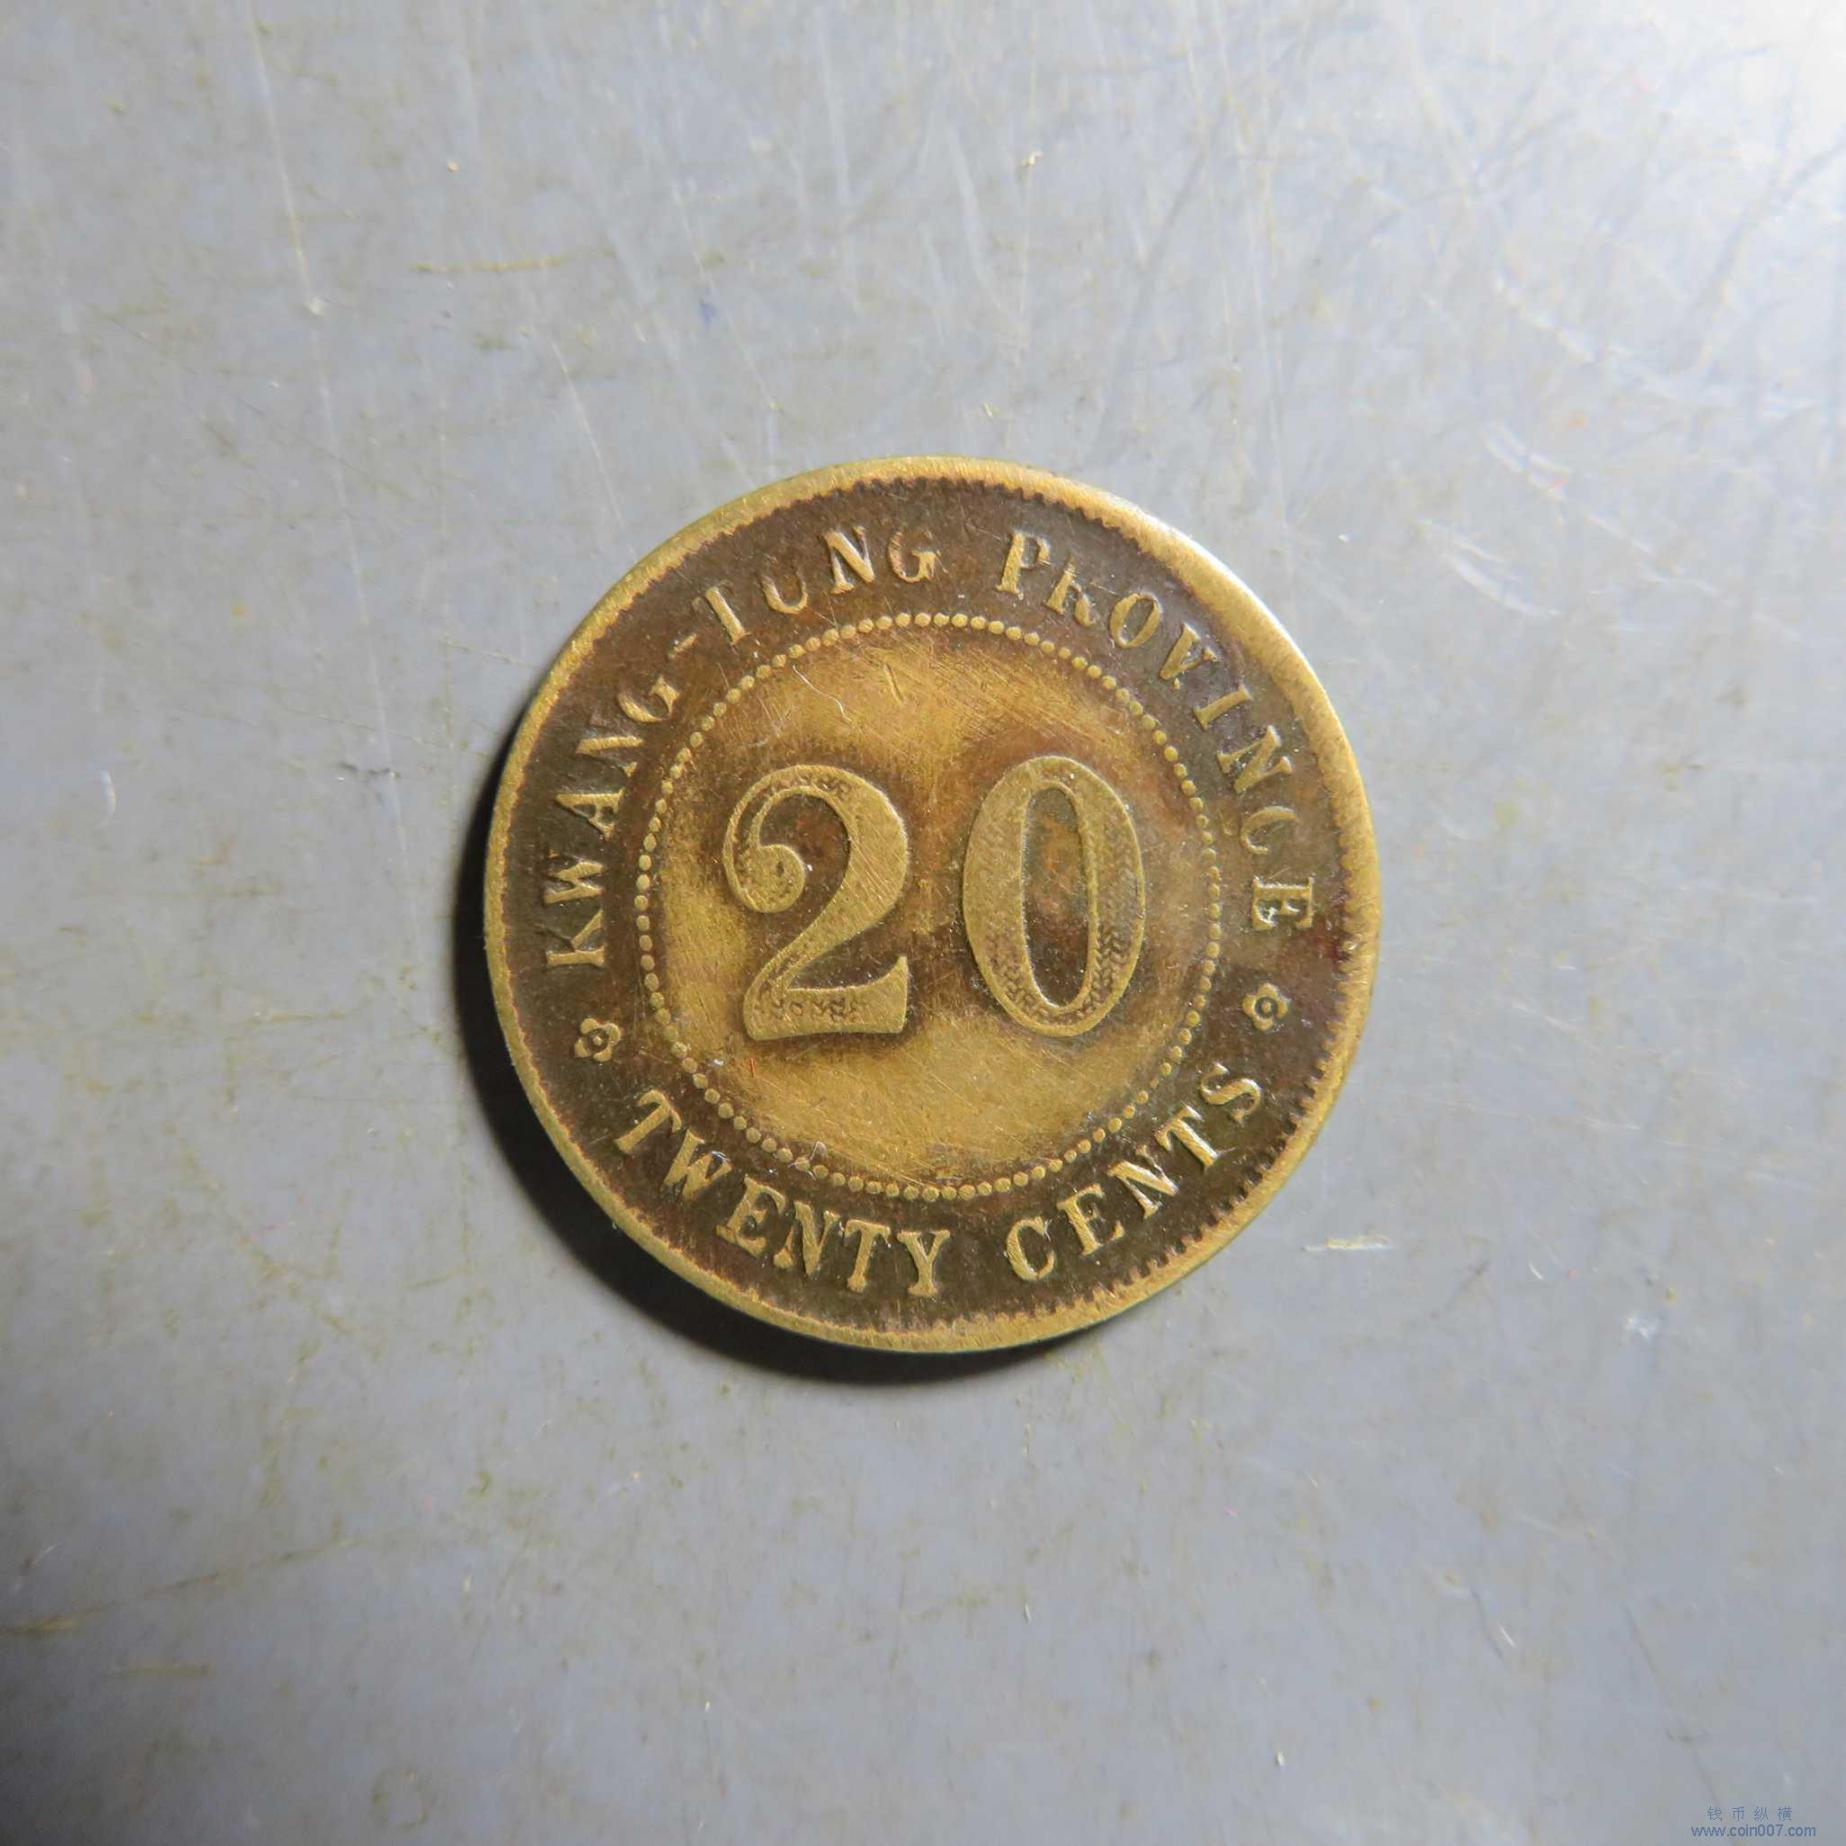 KWANG-TUNG PROVINCE
20
TWENTY CENTS
钱币纵横
www.coin007.com